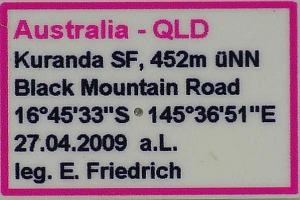 Australia - QLD
Kuranda SF, 452m üNN
Black Mountain Road
16°45'33"S 145°36'51"E
27.04.2009 a.L.
leg. E. Friedrich